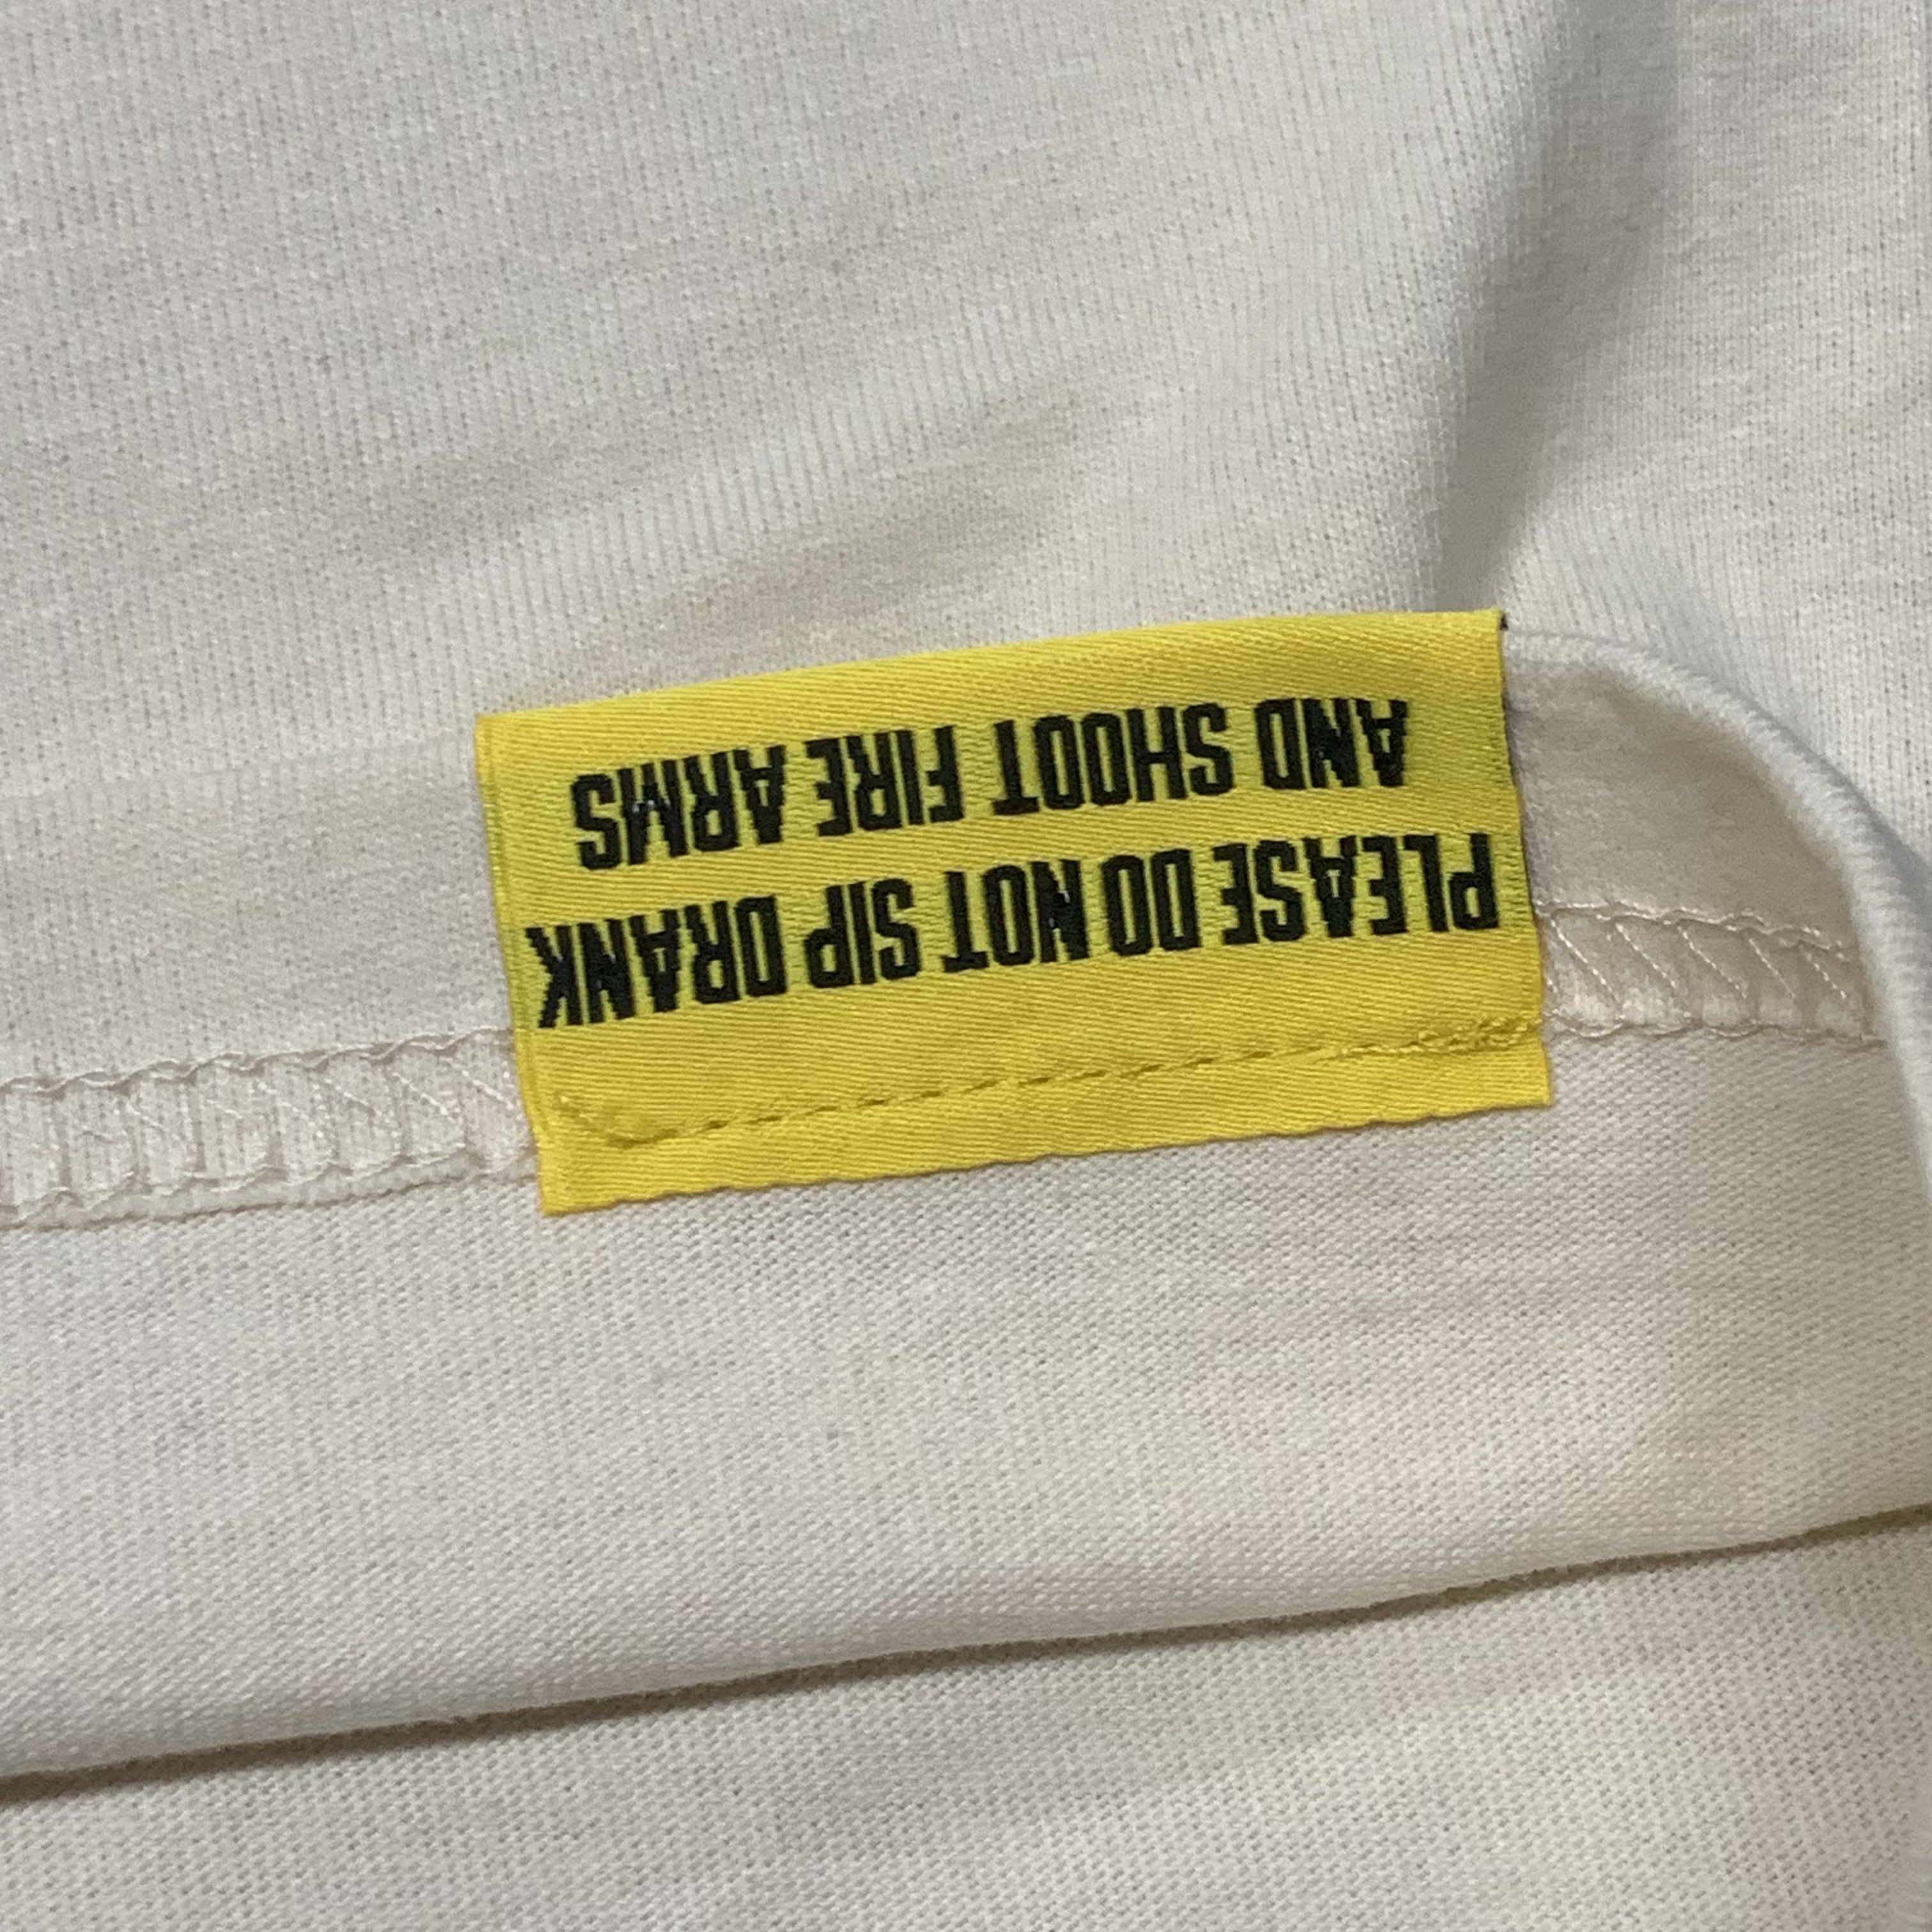 PLEASE DO NOT SIP DRANK
AND SHOOT FIRE ARMS